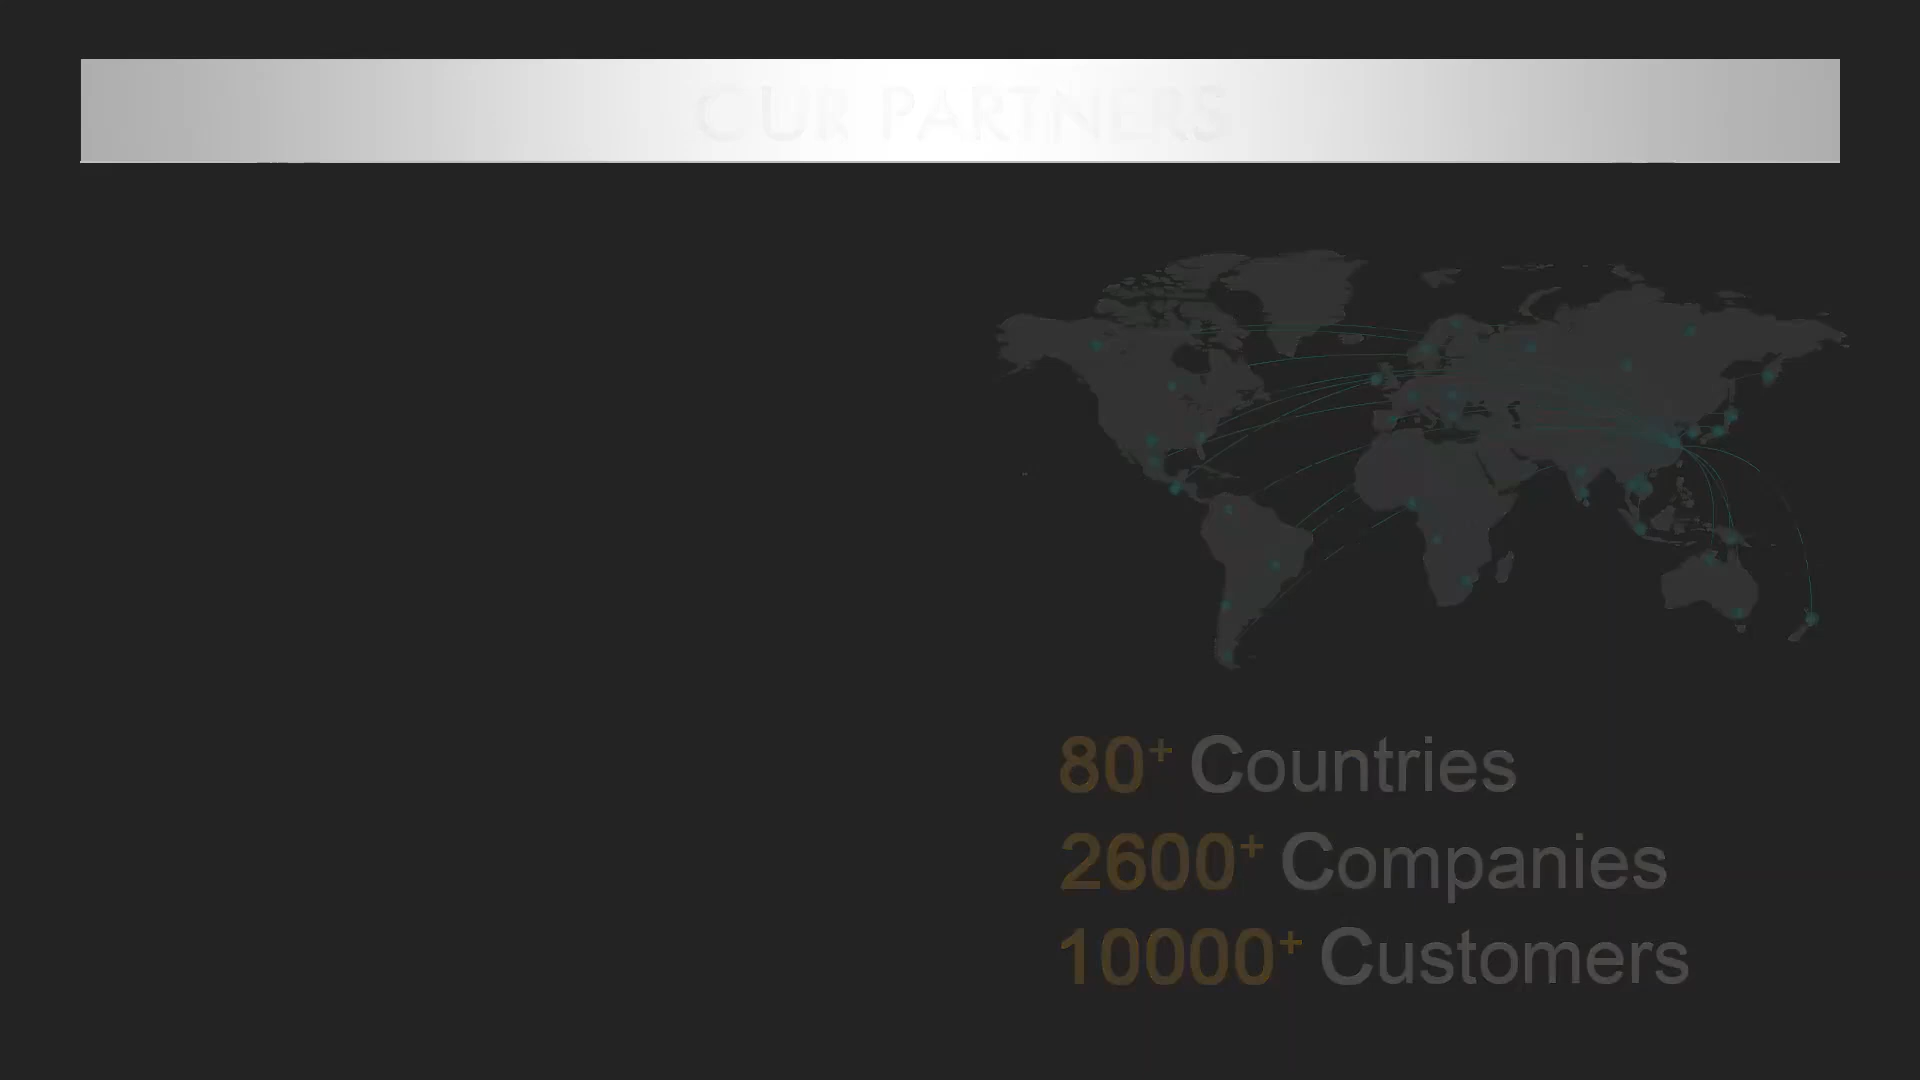 OUR PARTNERS
80+ Countries
2600+ Companies
10000+ Customers